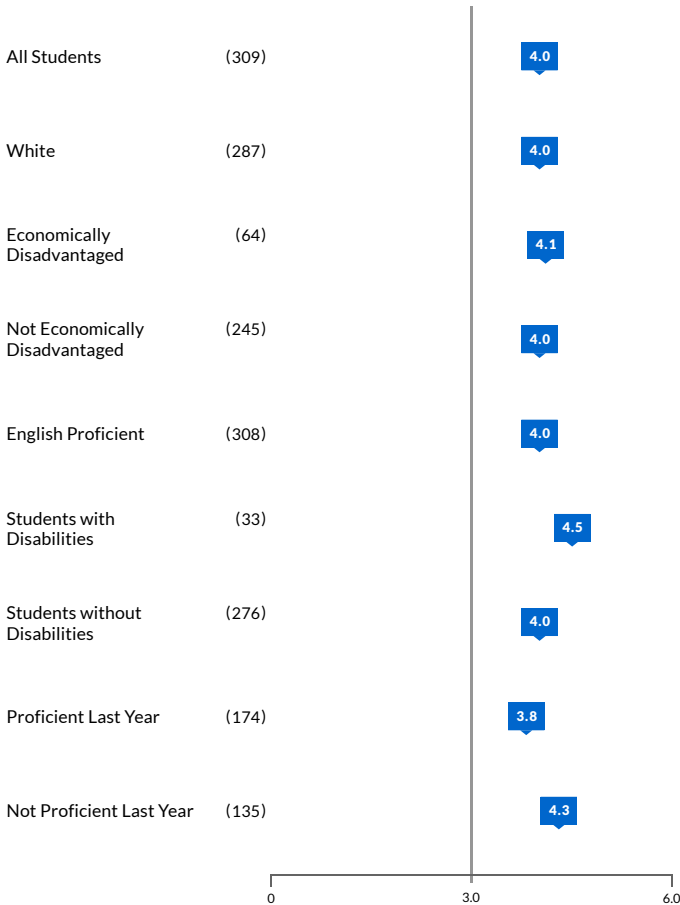 All Students (309) 4.0
White (287) 4.0
Economically
Disadvantaged (64) 4.1
Not Economically
Disadvantaged (245) 4.0
English Proficient (308) 4.0
Students with
Disabilities (33) 4.5
Students without
Disabilities (276) 4.0
Proficient Last Year (174) 3.8
Not Proficient Last Year (135) 4.3
0 3.0 6.0